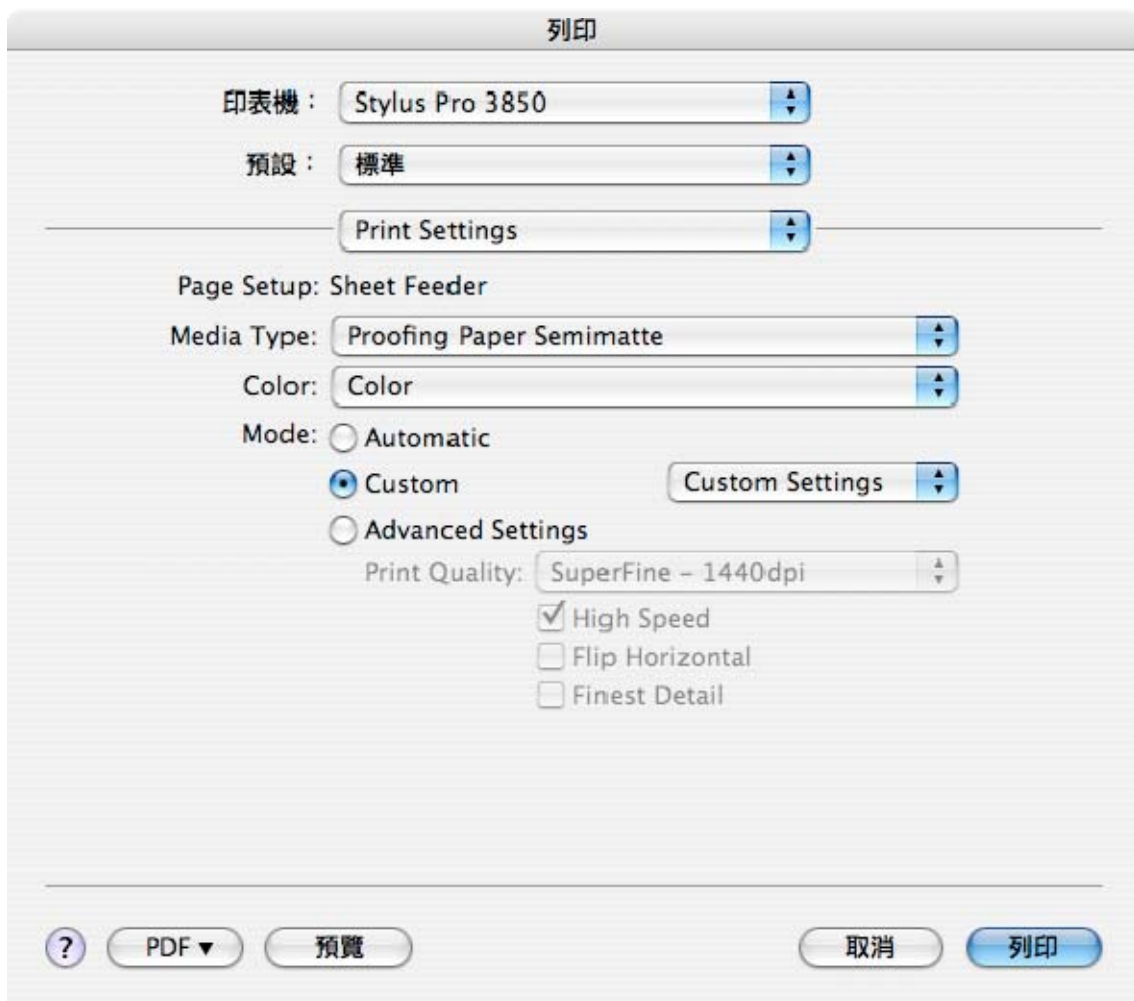 列印
印表機： Stylus Pro 3850
預設： 標準
Print Settings
Page Setup: Sheet Feeder
Media Type: Proofing Paper Semimatte
Color: Color
Mode: Automatic
Custom Custom Settings
Advanced Settings
Print Quality: SuperFine – 1440dpi
High Speed
Flip Horizontal
Finest Detail
? PDF ▼ 預覽 取消 列印